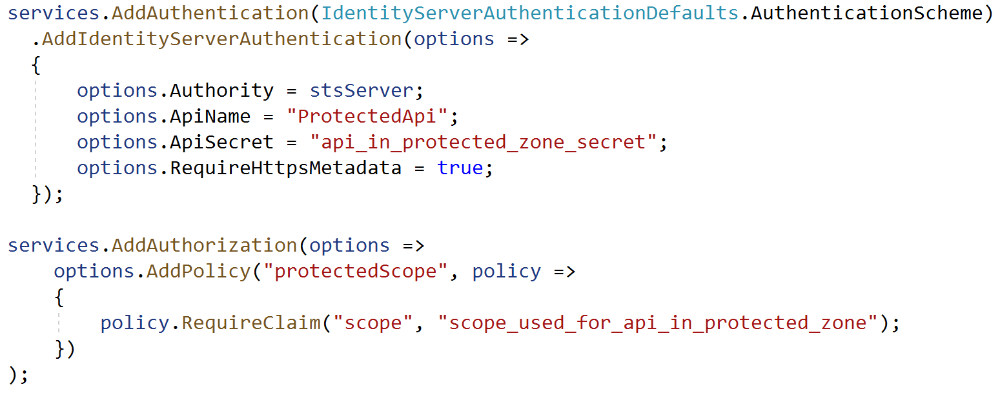 services.AddAuthentication(IdentityServerAuthenticationDefaults.AuthenticationScheme)
  .AddIdentityServerAuthentication(options =>
  {
      options.Authority = stsServer;
      options.ApiName = "ProtectedApi";
      options.ApiSecret = "api_in_protected_zone_secret";
      options.RequireHttpsMetadata = true;
  });

services.AddAuthorization(options =>
    options.AddPolicy("protectedScope", policy =>
    {
        policy.RequireClaim("scope", "scope_used_for_api_in_protected_zone");
    })
);